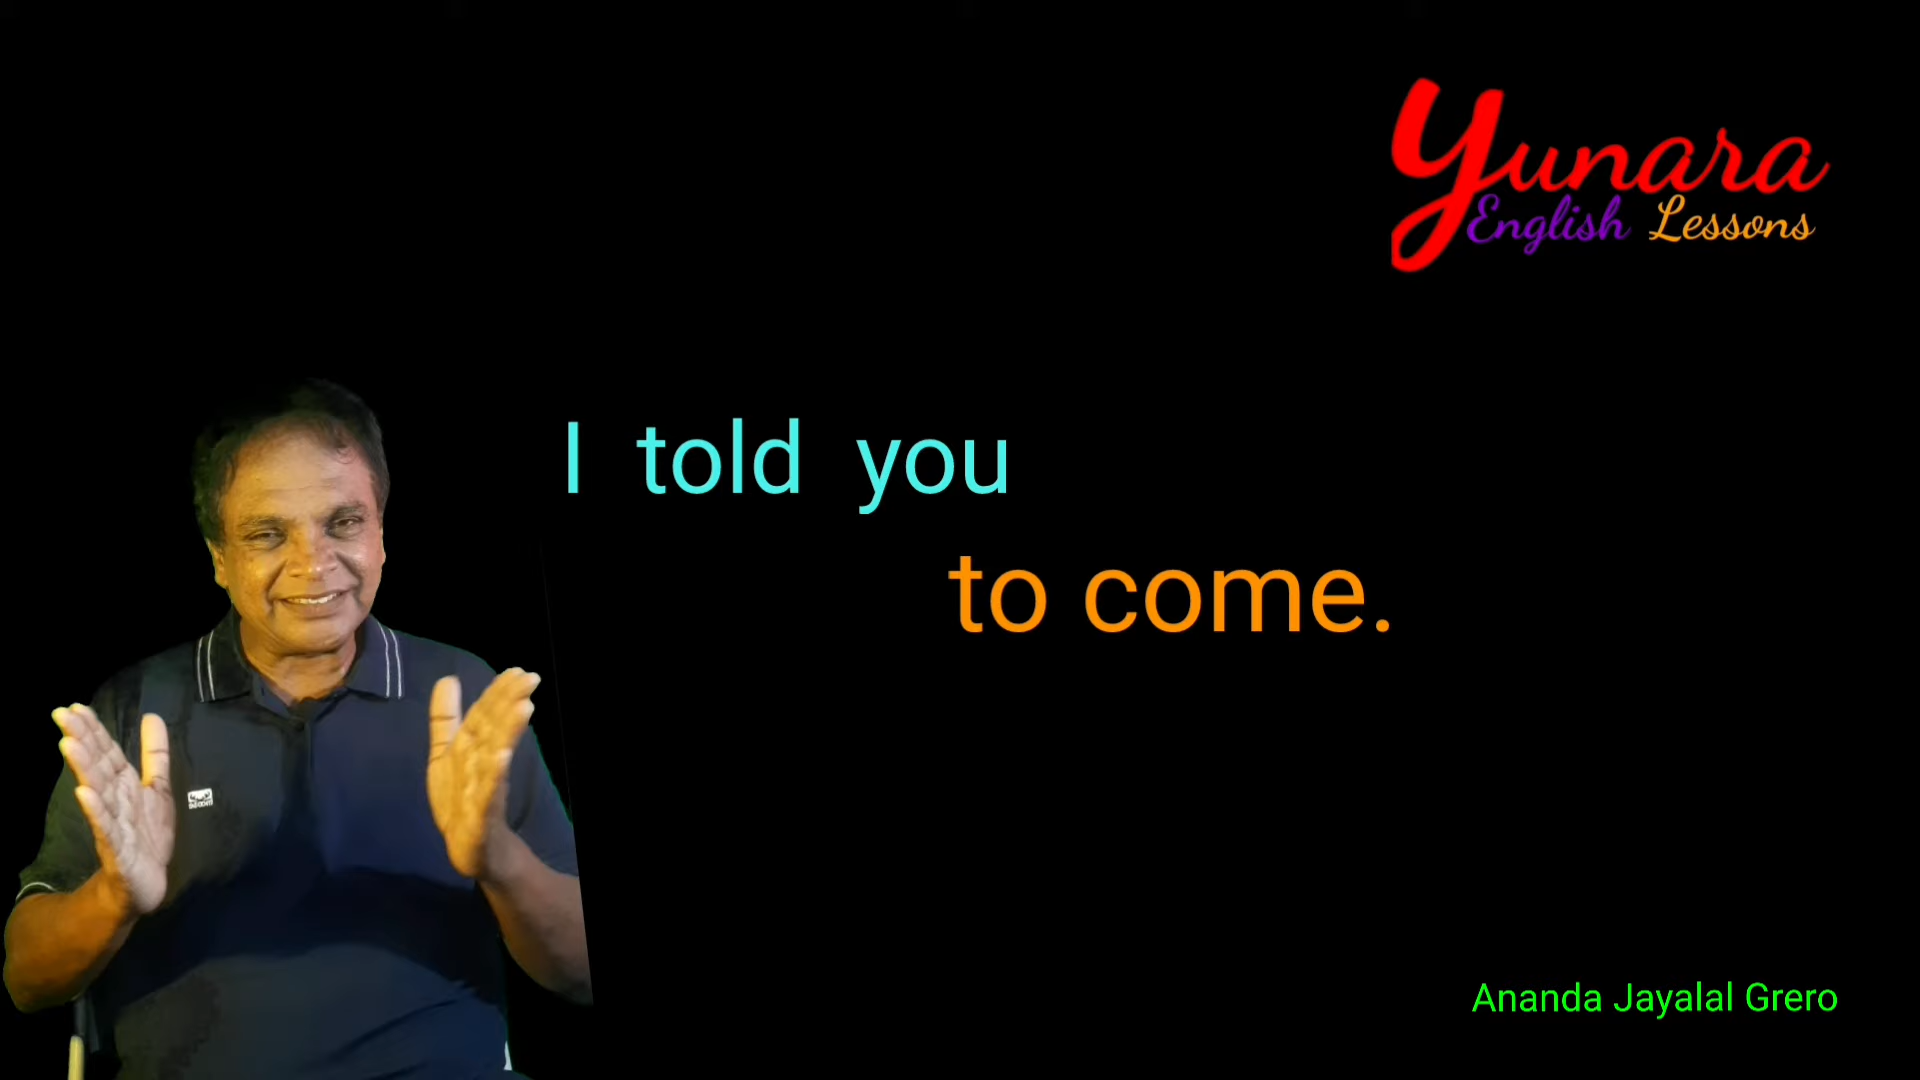 Yunara
English Lessons
I told you
to come.
Ananda Jayalal Grero